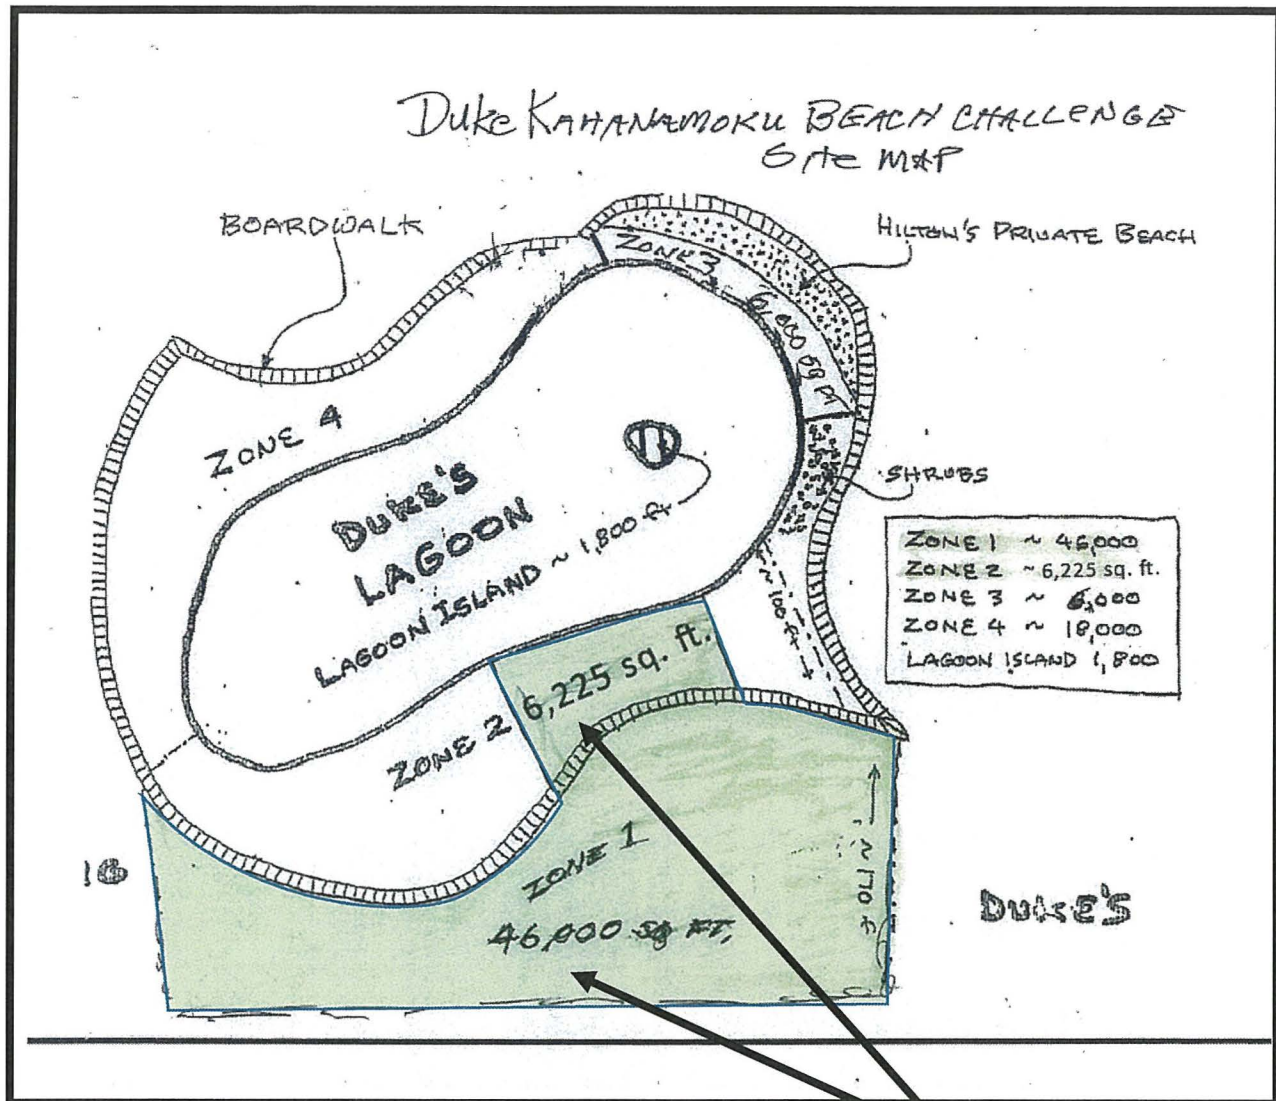 Duke KAHANAMOKU BEACH CHALLENGE
Site MAP
BOARDWALK
HILTON'S PRIVATE BEACH
ZONE 3
6,000 sq ft
ZONE 4
SHRUBS
DUKE'S
LAGOON
LAGOON ISLAND ~ 1,800 ft
~ 100 ft
ZONE 1 ~ 46,000
ZONE 2 ~ 6,225 sq. ft.
ZONE 3 ~ 6,000
ZONE 4 ~ 18,000
LAGOON ISLAND 1,800
ZONE 2 6,225 sq. ft.
ZONE 1
46,000 sq FT.
~ 170 ft
DUKE'S